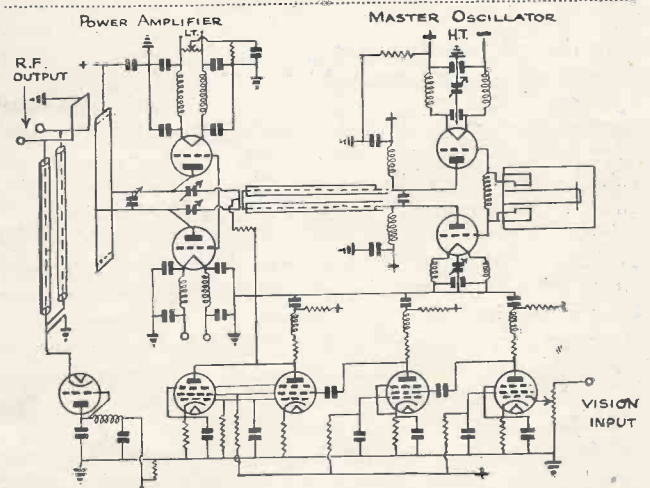 POWER AMPLIFIER
MASTER OSCILLATOR
L.T.
H.T.
R.F.
OUTPUT
VISION
INPUT